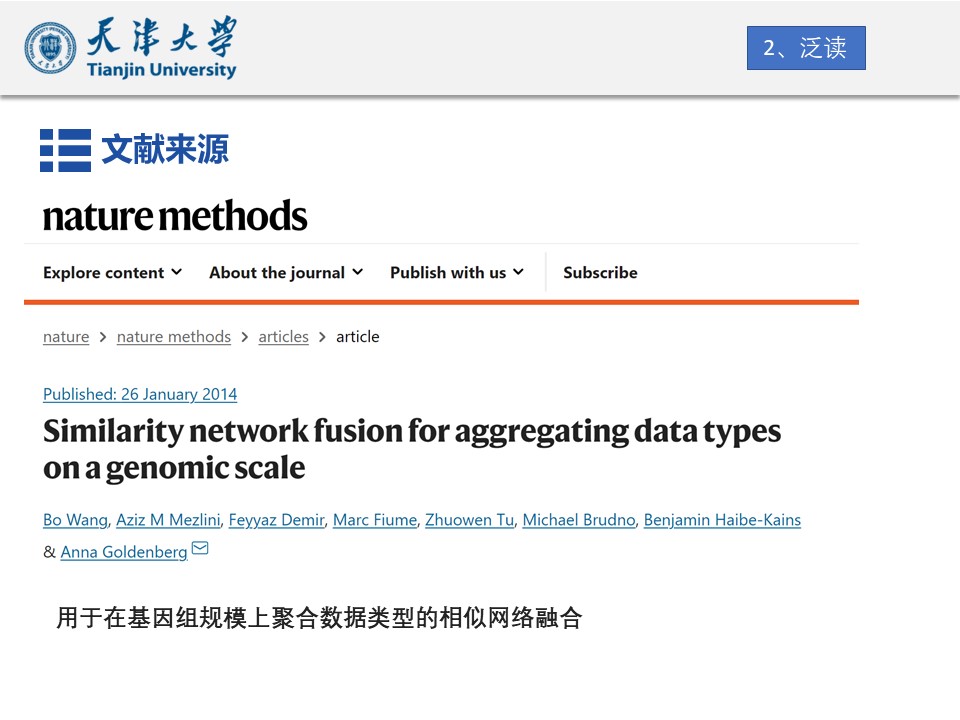 天津大学
Tianjin University
2、泛读
文献来源
nature methods
Explore content About the journal Publish with us Subscribe
nature > nature methods > articles > article
Published: 26 January 2014
Similarity network fusion for aggregating data types
on a genomic scale
Bo Wang, Aziz M Mezlini, Feyyaz Demir, Marc Fiume, Zhuowen Tu, Michael Brudno, Benjamin Haibe-Kains
& Anna Goldenberg
用于在基因组规模上聚合数据类型的相似网络融合